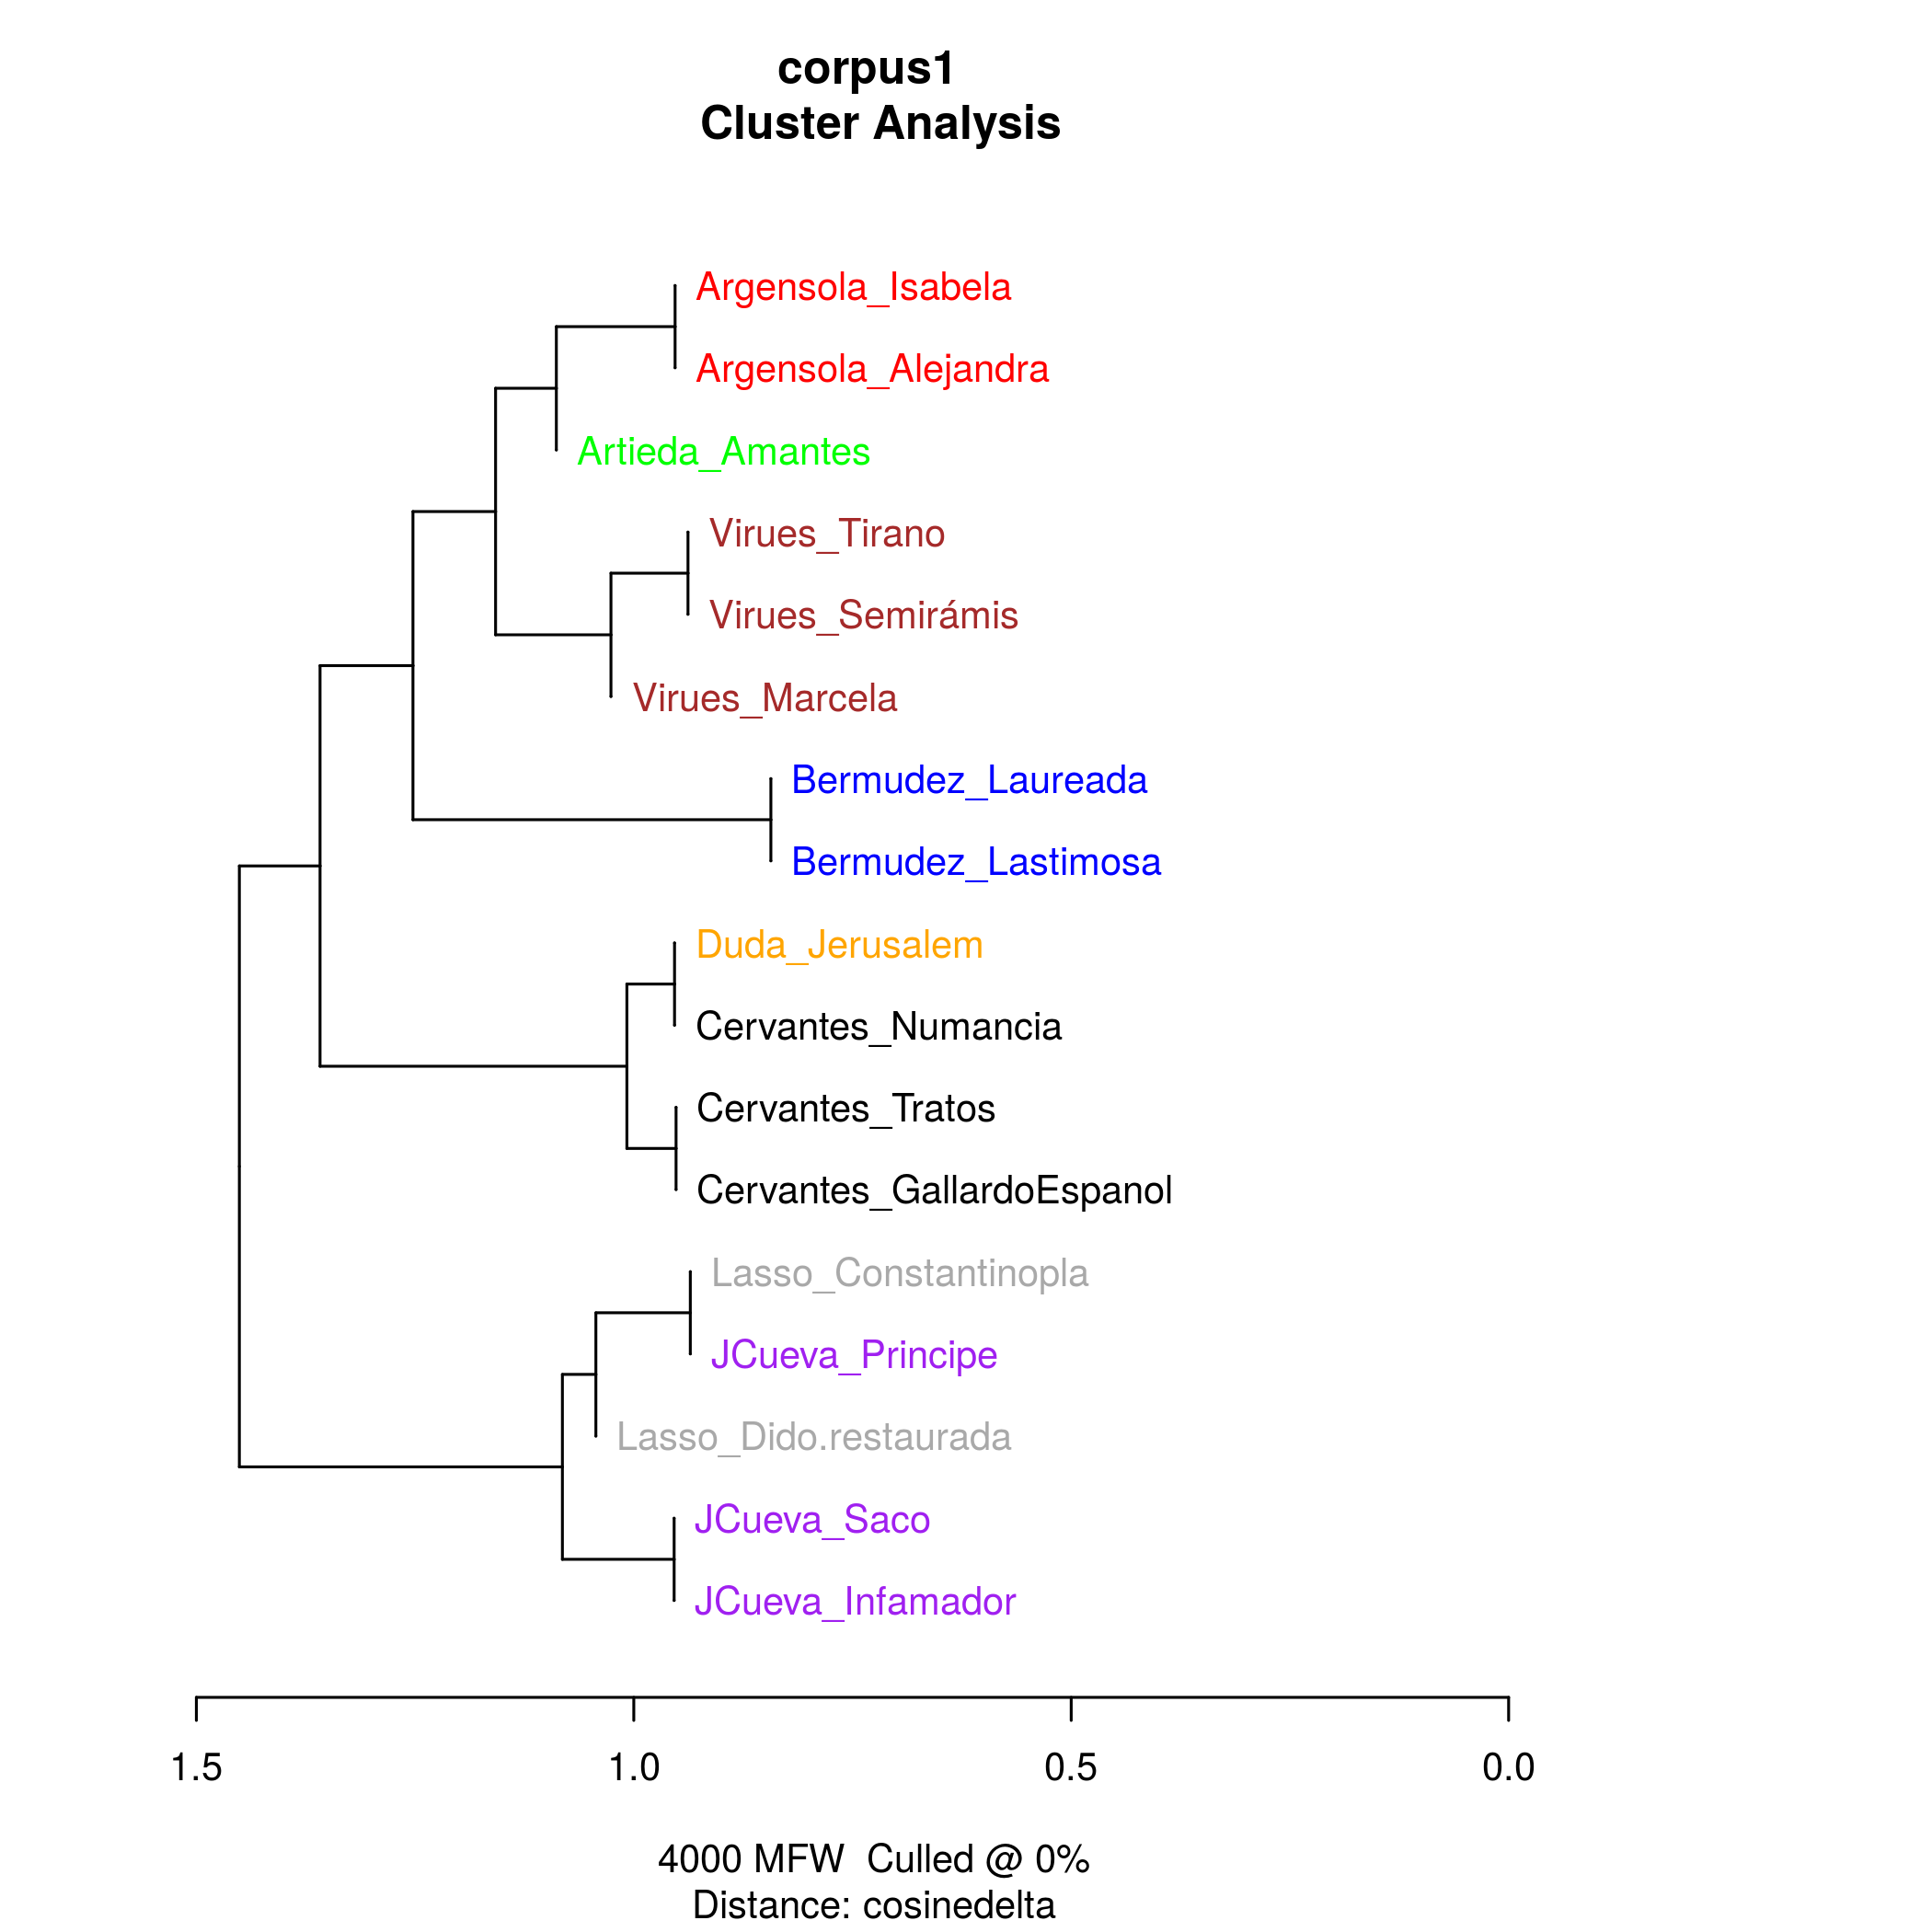 corpus1
Cluster Analysis
Argensola_Isabela
Argensola_Alejandra
Artieda_Amantes
Virues_Tirano
Virues_Semirámis
Virues_Marcela
Bermudez_Laureada
Bermudez_Lastimosa
Duda_Jerusalem
Cervantes_Numancia
Cervantes_Tratos
Cervantes_GallardoEspanol
Lasso_Constantinopla
JCueva_Principe
Lasso_Dido.restaurada
JCueva_Saco
JCueva_Infamador
1.5 1.0 0.5 0.0
4000 MFW  Culled @ 0%
Distance: cosinedelta